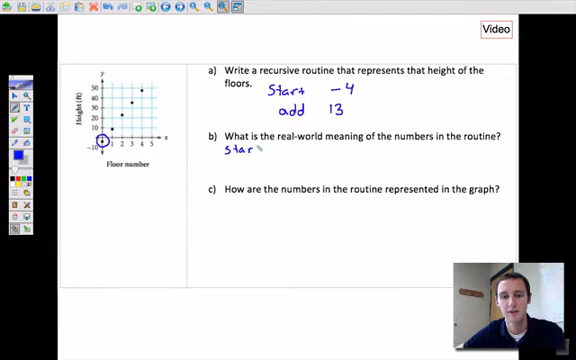 Video
a) Write a recursive routine that represents that height of the
floors.
Start -4
add 13
b) What is the real-world meaning of the numbers in the routine?
Star
c) How are the numbers in the routine represented in the graph?
y
50
40
30
20
10
-10
1 2 3 4 5 x
Height (ft)
Floor number